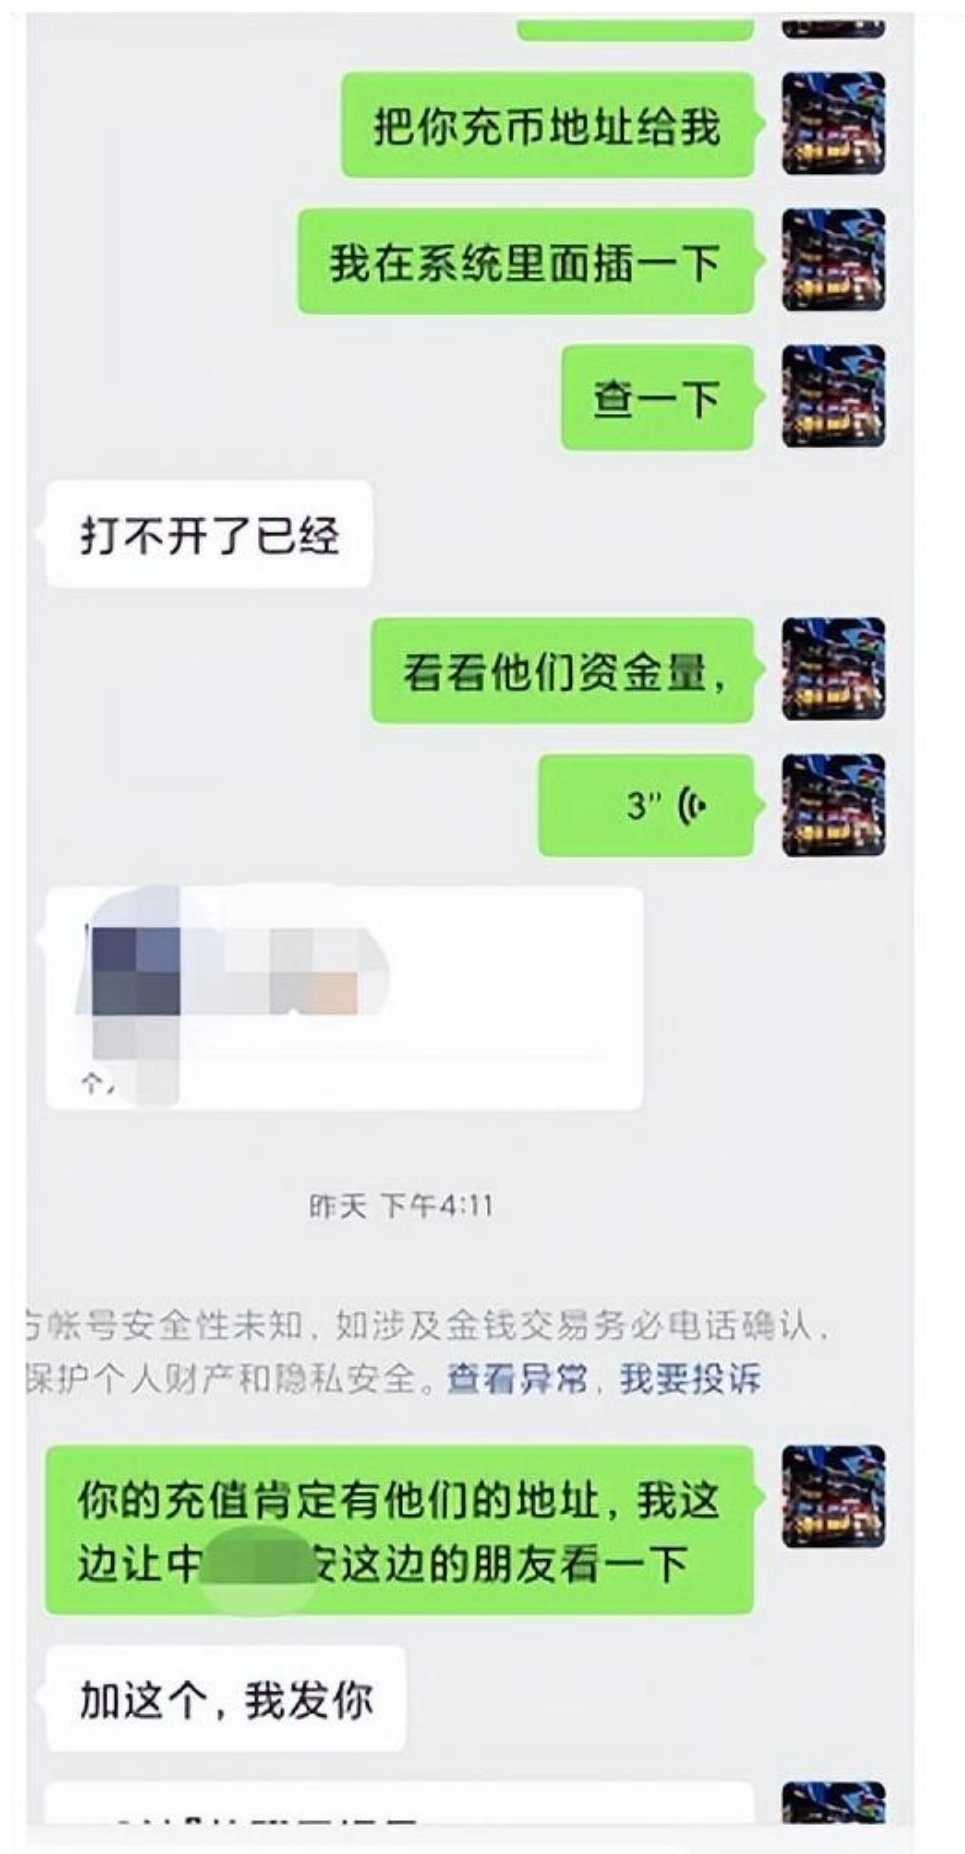 把你充币地址给我
我在系统里面插一下
查一下
打不开了已经
看看他们资金量，
3"
个人
昨天 下午4:11
方帐号安全性未知，如涉及金钱交易务必电话确认，
保护个人财产和隐私安全。查看异常，我要投诉
你的充值肯定有他们的地址，我这
边让中 安这边的朋友看一下
加这个，我发你